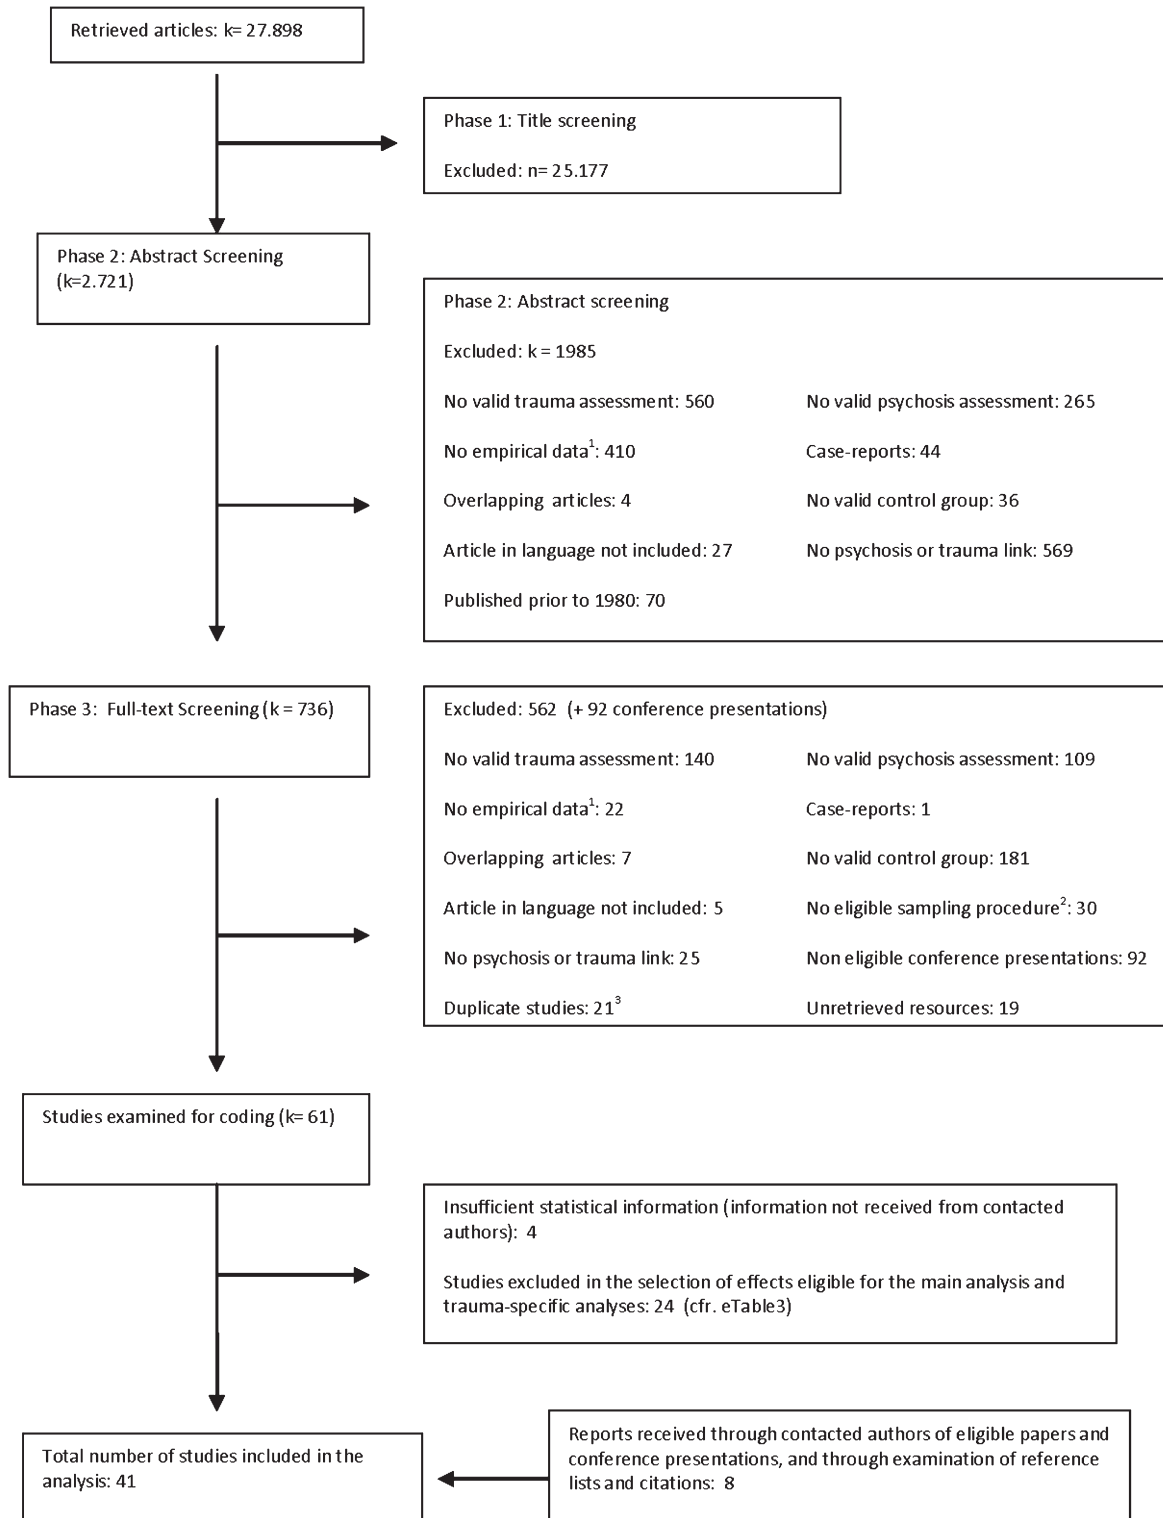 Retrieved articles: k= 27.898
Phase 1: Title screening
Excluded: n= 25.177
Phase 2: Abstract Screening
(k=2.721)
Phase 2: Abstract screening
Excluded: k = 1985
No valid trauma assessment: 560
No valid psychosis assessment: 265
No empirical data¹: 410
Case-reports: 44
Overlapping articles: 4
No valid control group: 36
Article in language not included: 27
No psychosis or trauma link: 569
Published prior to 1980: 70
Phase 3: Full-text Screening (k = 736)
Excluded: 562 (+ 92 conference presentations)
No valid trauma assessment: 140
No valid psychosis assessment: 109
No empirical data¹: 22
Case-reports: 1
Overlapping articles: 7
No valid control group: 181
Article in language not included: 5
No eligible sampling procedure²: 30
No psychosis or trauma link: 25
Non eligible conference presentations: 92
Duplicate studies: 21³
Unretrieved resources: 19
Studies examined for coding (k= 61)
Insufficient statistical information (information not received from contacted
authors): 4
Studies excluded in the selection of effects eligible for the main analysis and
trauma-specific analyses: 24 (cfr. eTable3)
Total number of studies included in the
analysis: 41
Reports received through contacted authors of eligible papers and
conference presentations, and through examination of reference
lists and citations: 8